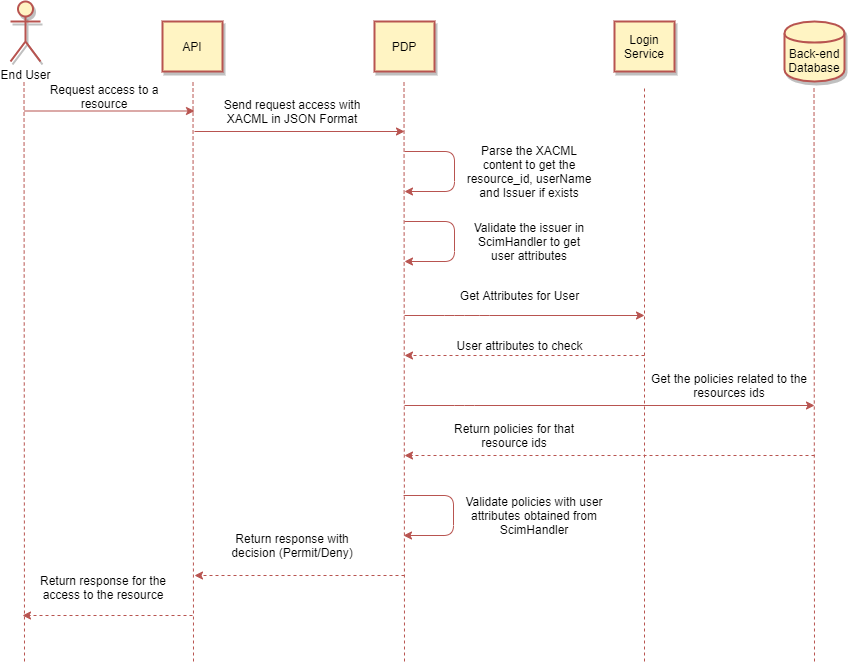 End User
API
PDP
Login
Service
Back-end
Database
Request access to a
resource
Send request access with
XACML in JSON Format
Parse the XACML
content to get the
resource_id, userName
and Issuer if exists
Validate the issuer in
ScimHandler to get
user attributes
Get Attributes for User
User attributes to check
Get the policies related to the
resources ids
Return policies for that
resource ids
Validate policies with user
attributes obtained from
ScimHandler
Return response with
decision (Permit/Deny)
Return response for the
access to the resource